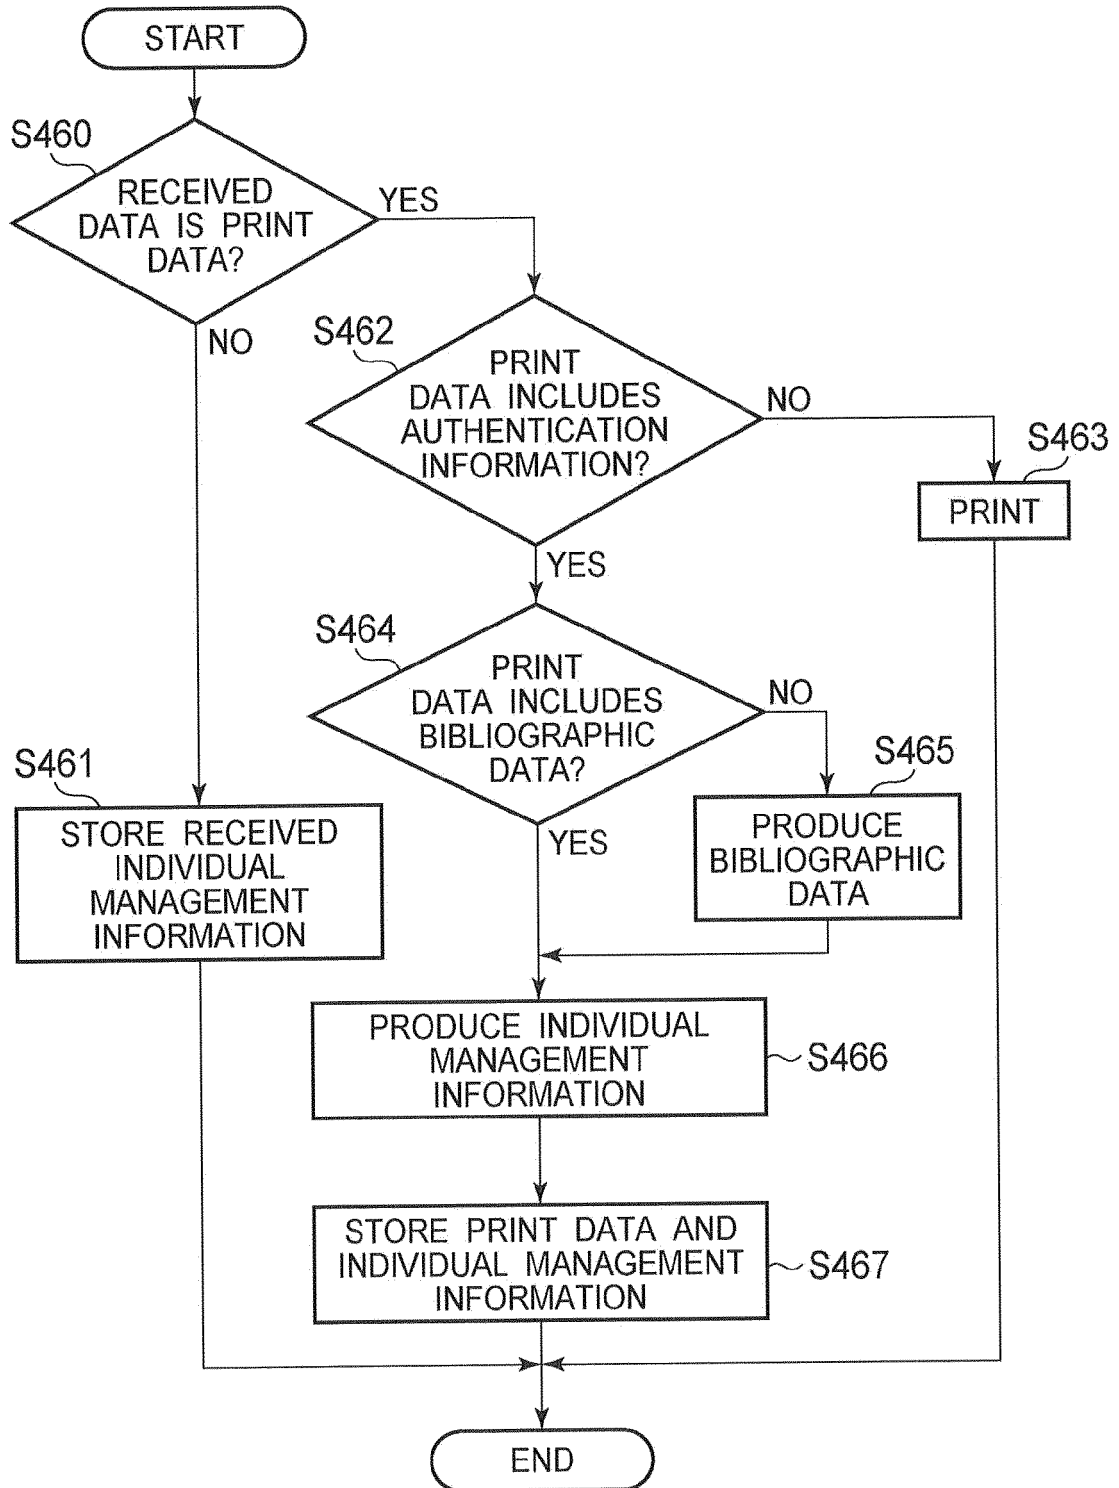 START
S460
RECEIVED
DATA IS PRINT
DATA?
YES
NO
S462
PRINT
DATA INCLUDES
AUTHENTICATION
INFORMATION?
NO
S463
PRINT
YES
S464
PRINT
DATA INCLUDES
BIBLIOGRAPHIC
DATA?
NO
S465
PRODUCE
BIBLIOGRAPHIC
DATA
YES
S461
STORE RECEIVED
INDIVIDUAL
MANAGEMENT
INFORMATION
PRODUCE INDIVIDUAL
MANAGEMENT
INFORMATION
S466
STORE PRINT DATA AND
INDIVIDUAL MANAGEMENT
INFORMATION
S467
END